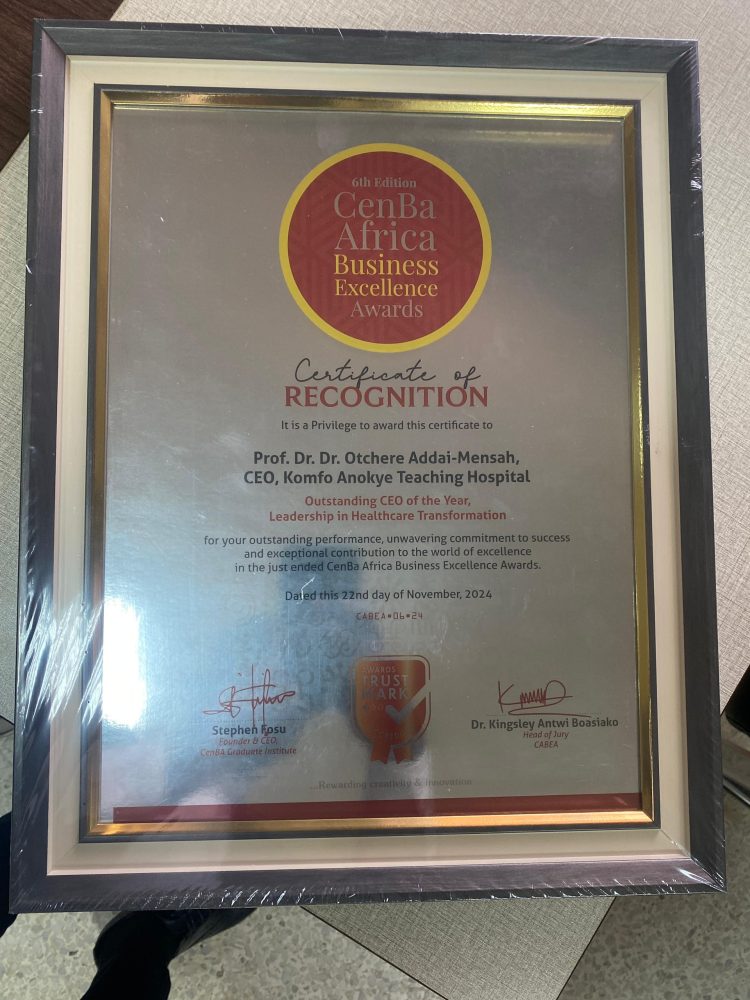 6th Edition
CenBa
Africa
Business
Excellence
Awards
Certificate of
RECOGNITION
It is a Privilege to award this certificate to
Prof. Dr. Dr. Otchere Addai-Mensah,
CEO, Komfo Anokye Teaching Hospital
Outstanding CEO of the Year,
Leadership in Healthcare Transformation
for your outstanding performance, unwavering commitment to success
and exceptional contribution to the world of excellence
in the just ended CenBa Africa Business Excellence Awards.
Dated this 22nd day of November, 2024
CABEA*06*24
AWARDS
TRUST
MARK
Stephen Fosu
Founder & CEO,
CenBA Graduate Institute
Dr. Kingsley Antwi Boasiako
Head of Jury
CABEA
...Rewarding creativity & innovation